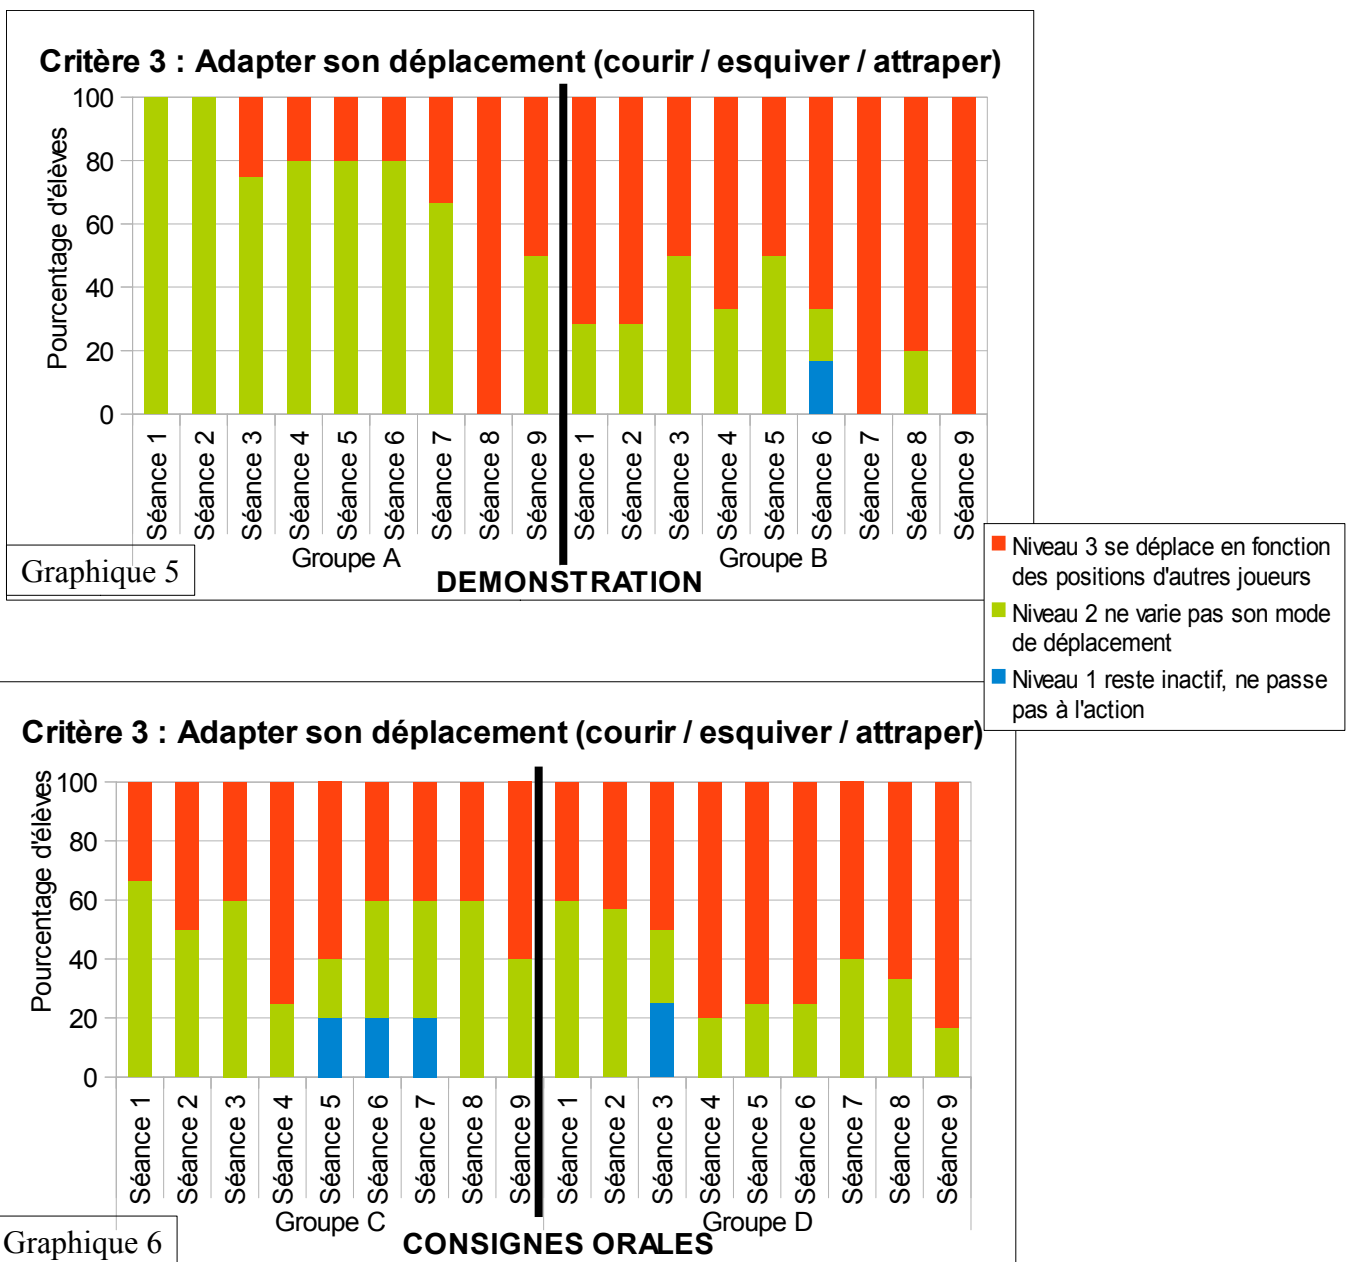 Critère 3 : Adapter son déplacement (courir / esquiver / attraper)
Pourcentage d'élèves
100
80
60
40
20
0
Séance 1
Séance 2
Séance 3
Séance 4
Séance 5
Séance 6
Séance 7
Séance 8
Séance 9
Séance 1
Séance 2
Séance 3
Séance 4
Séance 5
Séance 6
Séance 7
Séance 8
Séance 9
Groupe A
Groupe B
Graphique 5
DEMONSTRATION
Niveau 3 se déplace en fonction
des positions d'autres joueurs
Niveau 2 ne varie pas son mode
de déplacement
Niveau 1 reste inactif, ne passe
pas à l'action
Critère 3 : Adapter son déplacement (courir / esquiver / attraper)
Pourcentage d'élèves
100
80
60
40
20
0
Séance 1
Séance 2
Séance 3
Séance 4
Séance 5
Séance 6
Séance 7
Séance 8
Séance 9
Séance 1
Séance 2
Séance 3
Séance 4
Séance 5
Séance 6
Séance 7
Séance 8
Séance 9
Groupe C
Groupe D
Graphique 6
CONSIGNES ORALES